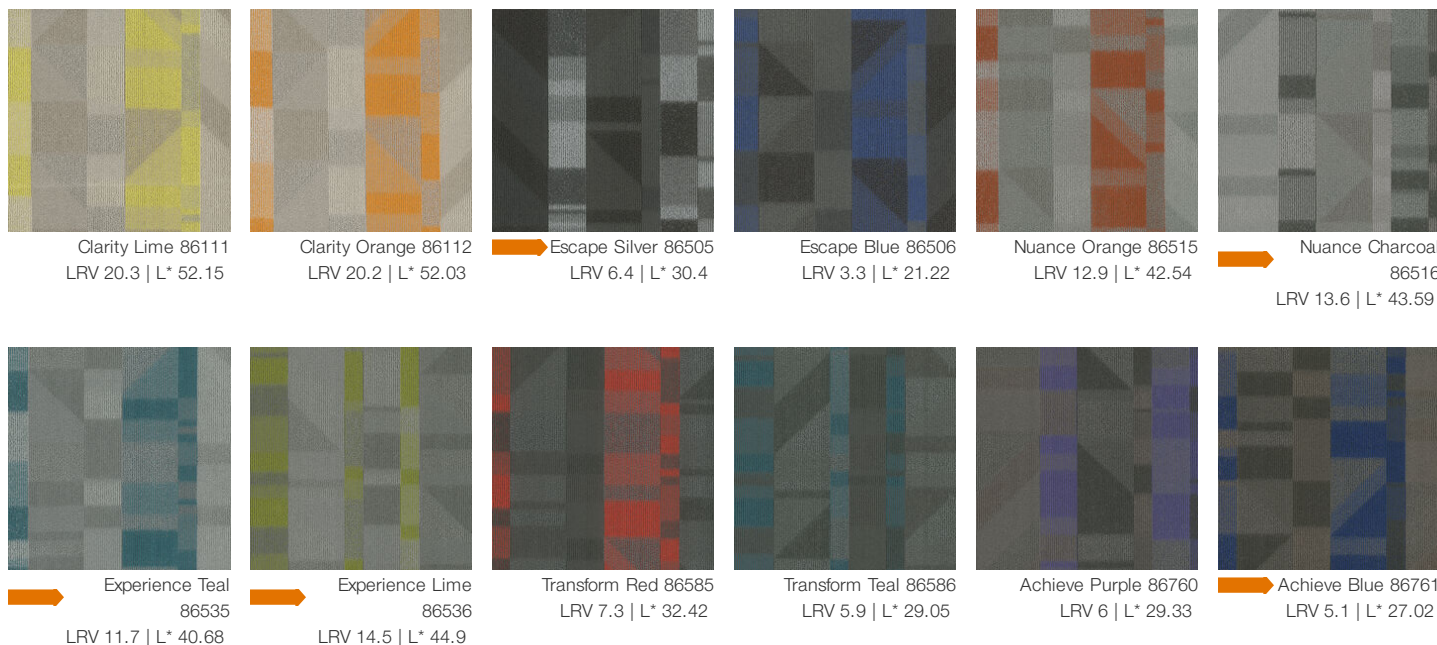 Clarity Lime 86111
LRV 20.3 | L* 52.15
Clarity Orange 86112
LRV 20.2 | L* 52.03
Escape Silver 86505
LRV 6.4 | L* 30.4
Escape Blue 86506
LRV 3.3 | L* 21.22
Nuance Orange 86515
LRV 12.9 | L* 42.54
Nuance Charcoal
86516
LRV 13.6 | L* 43.59
Experience Teal
86535
LRV 11.7 | L* 40.68
Experience Lime
86536
LRV 14.5 | L* 44.9
Transform Red 86585
LRV 7.3 | L* 32.42
Transform Teal 86586
LRV 5.9 | L* 29.05
Achieve Purple 86760
LRV 6 | L* 29.33
Achieve Blue 86761
LRV 5.1 | L* 27.02